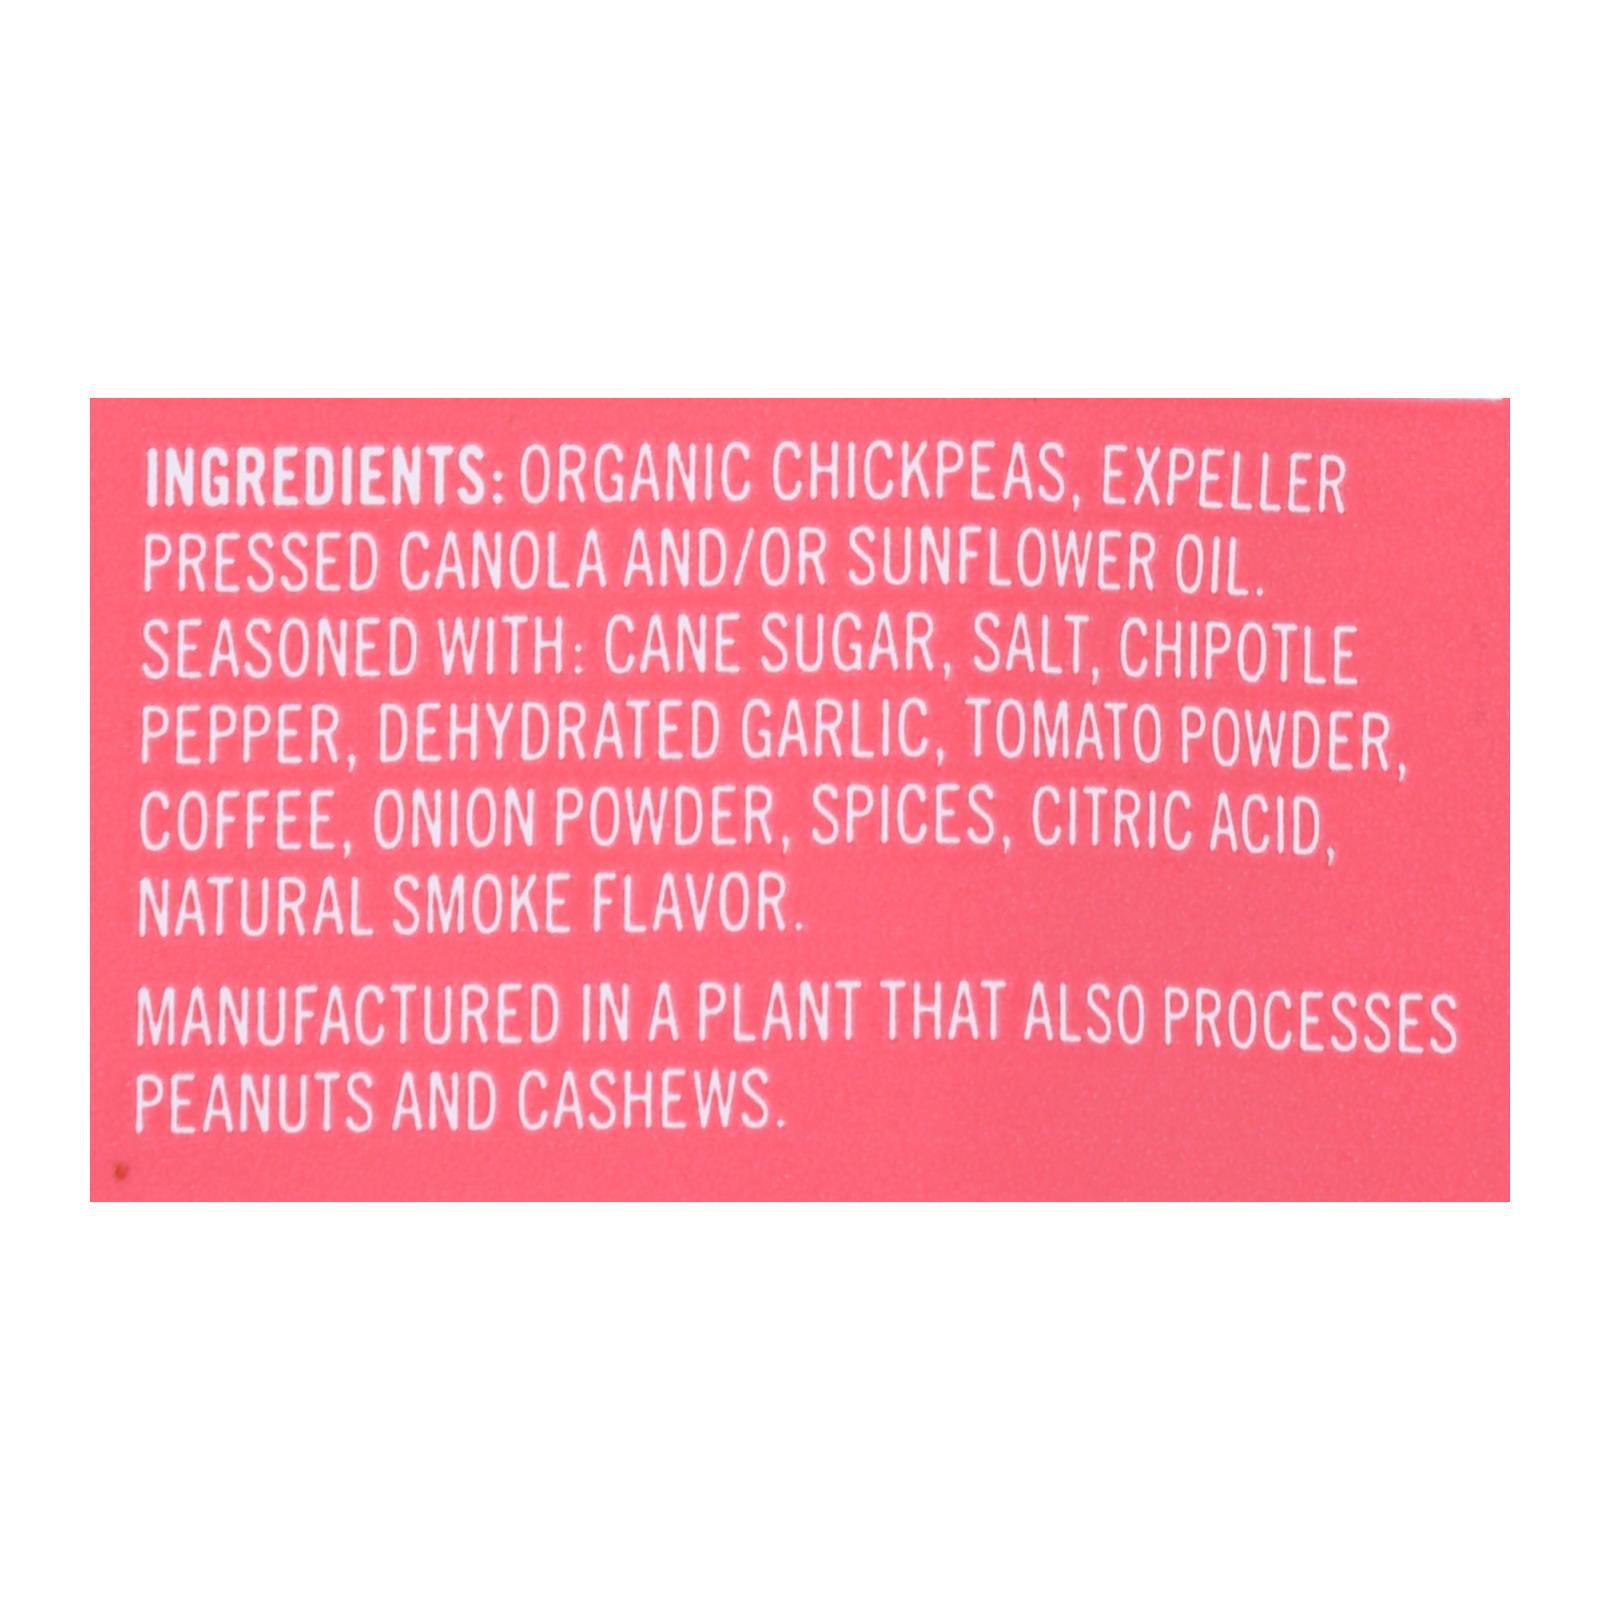 INGREDIENTS: ORGANIC CHICKPEAS, EXPELLER
PRESSED CANOLA AND/OR SUNFLOWER OIL.
SEASONED WITH: CANE SUGAR, SALT, CHIPOTLE
PEPPER, DEHYDRATED GARLIC, TOMATO POWDER,
COFFEE, ONION POWDER, SPICES, CITRIC ACID,
NATURAL SMOKE FLAVOR.
MANUFACTURED IN A PLANT THAT ALSO PROCESSES
PEANUTS AND CASHEWS.